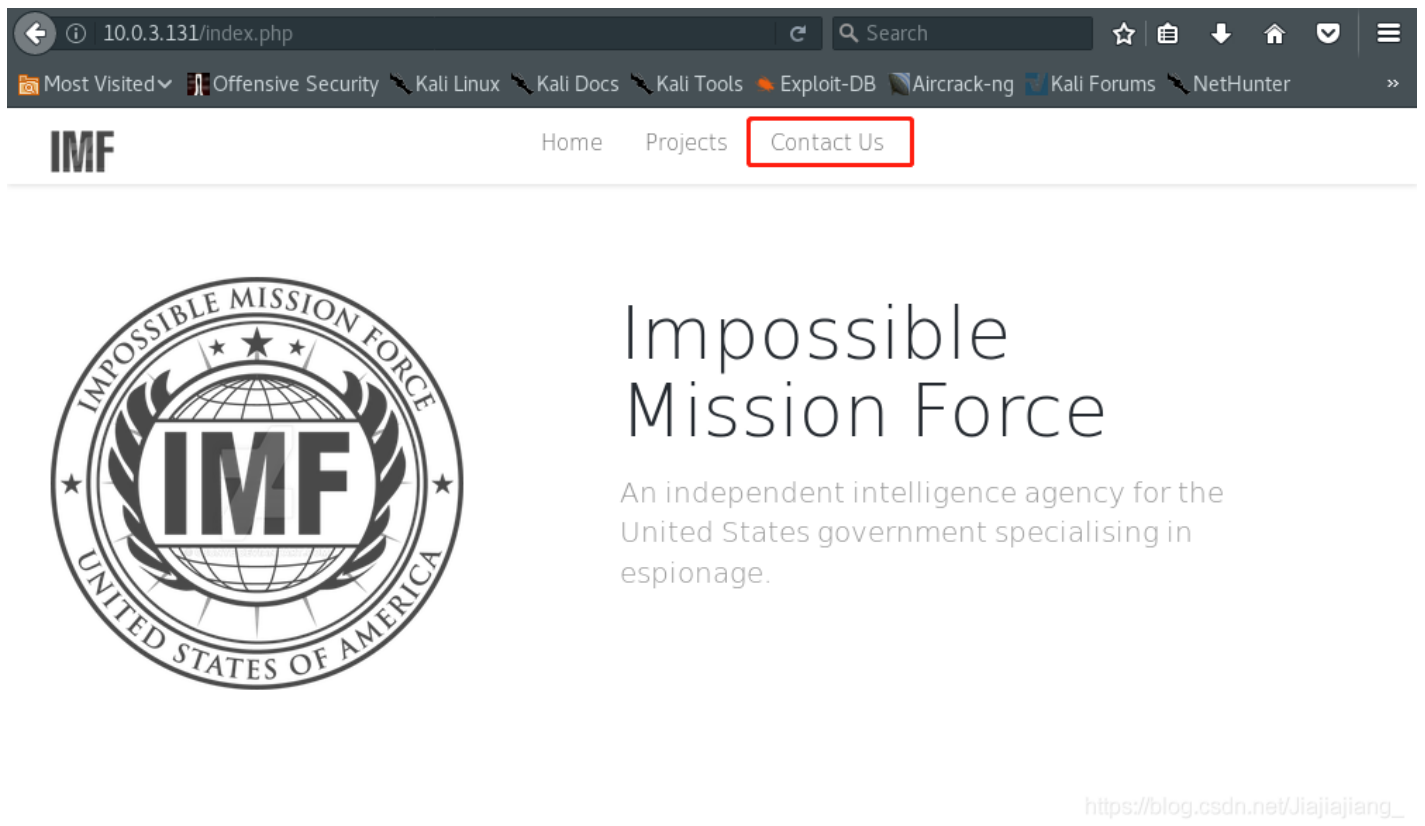 10.0.3.131/index.php
Search
Most Visited
Offensive Security
Kali Linux
Kali Docs
Kali Tools
Exploit-DB
Aircrack-ng
Kali Forums
NetHunter
»
IMF
Home
Projects
Contact Us
IMPOSSIBLE MISSION FORCE
IMF
UNITED STATES OF AMERICA
Impossible
Mission Force
An independent intelligence agency for the
United States government specialising in
espionage.
https://blog.csdn.net/Jiajiajiang_